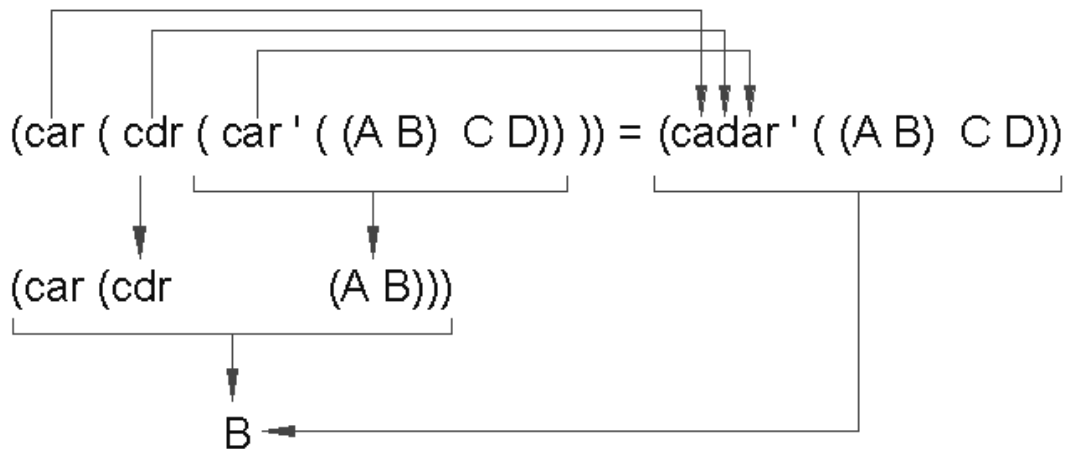 (car ( cdr ( car ' ( (A B) C D)) )) = (cadar ' ( (A B) C D))
(car (cdr (A B)))
B